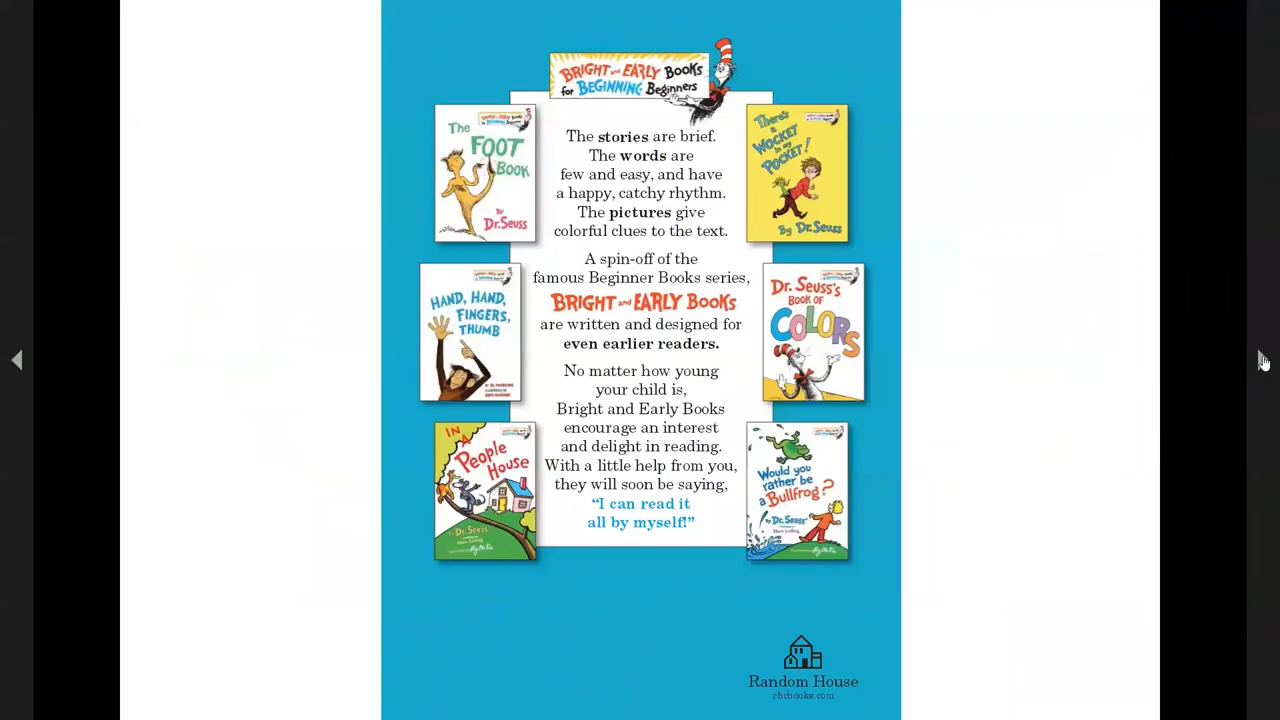 BRIGHT and EARLY BOOKS
for BEGINNING Beginners
The
FOOT
BOOK
By
Dr. Seuss
HAND, HAND,
FINGERS,
THUMB
IN
A
People
House
Dr. Seuss
The stories are brief.
The words are
few and easy, and have
a happy, catchy rhythm.
The pictures give
colorful clues to the text.
A spin-off of the
famous Beginner Books series,
BRIGHT and EARLY BOOKS
are written and designed for
even earlier readers.
No matter how young
your child is,
Bright and Early Books
encourage an interest
and delight in reading.
With a little help from you,
they will soon be saying,
“I can read it
all by myself!”
There's
a
WOCKET
in my
POCKET!
By Dr. Seuss
Dr. Seuss's
BOOK OF
COLORS
Would you
rather be
a Bullfrog?
by Dr. Seuss
Random House
rhcbooks.com